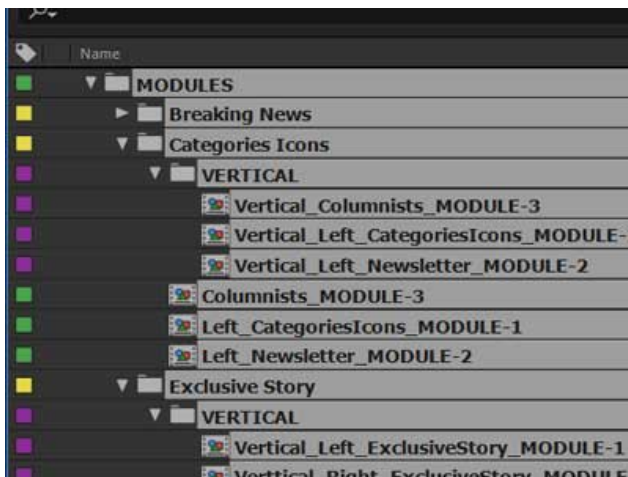 Name
MODULES
Breaking News
Categories Icons
VERTICAL
Vertical_Columnists_MODULE-3
Vertical_Left_CategoriesIcons_MODULE-
Vertical_Left_Newsletter_MODULE-2
Columnists_MODULE-3
Left_CategoriesIcons_MODULE-1
Left_Newsletter_MODULE-2
Exclusive Story
VERTICAL
Vertical_Left_ExclusiveStory_MODULE-1
Verttical_Right_ExclusiveStory_MODULE